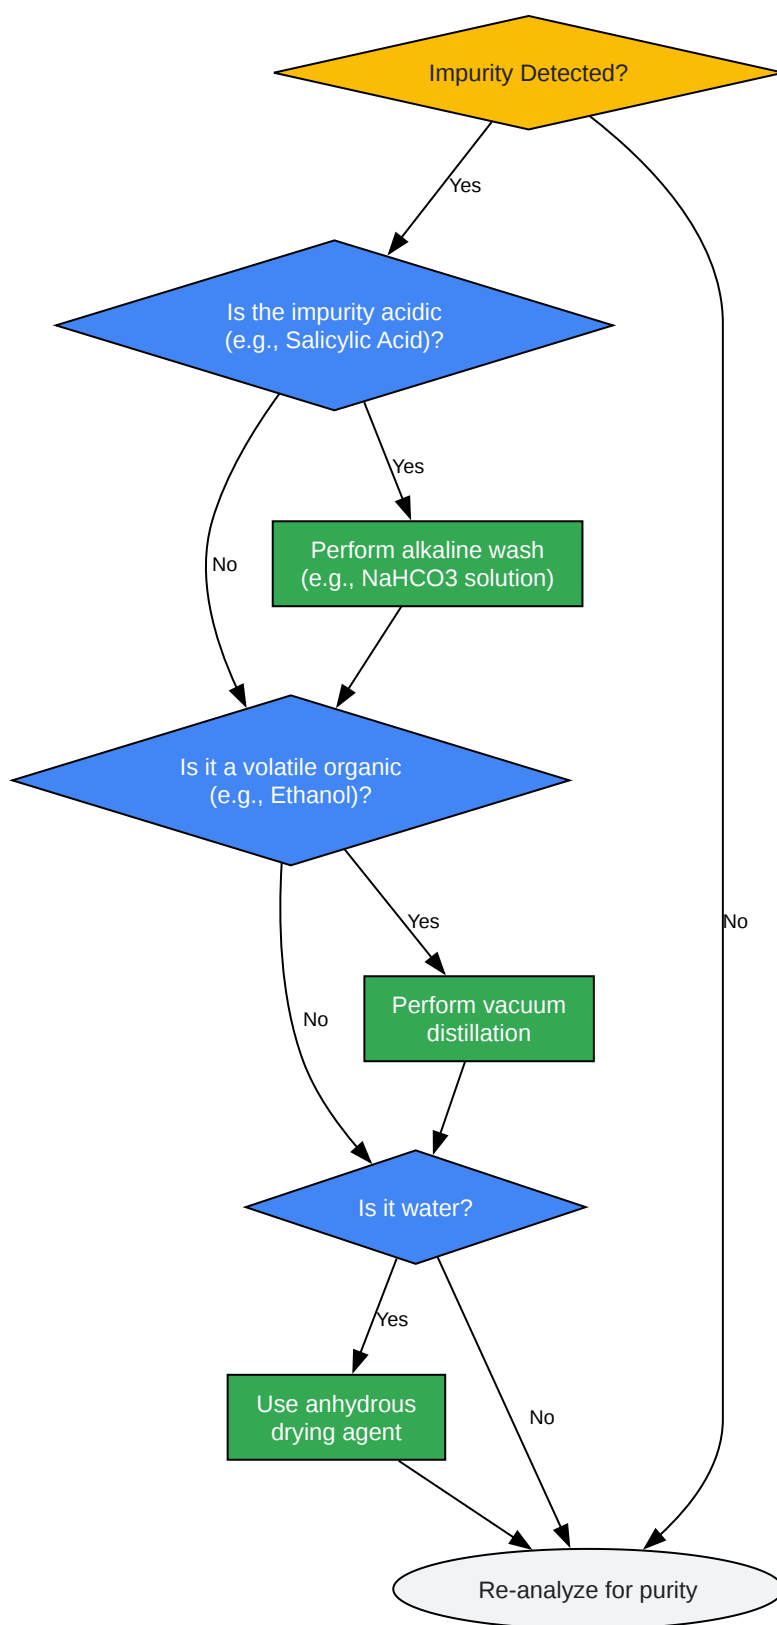 Impurity Detected?
Yes
Is the impurity acidic
(e.g., Salicylic Acid)?
Yes
No
Perform alkaline wash
(e.g., NaHCO3 solution)
Is it a volatile organic
(e.g., Ethanol)?
Yes
No
No
Perform vacuum
distillation
Is it water?
Yes
No
Use anhydrous
drying agent
Re-analyze for purity